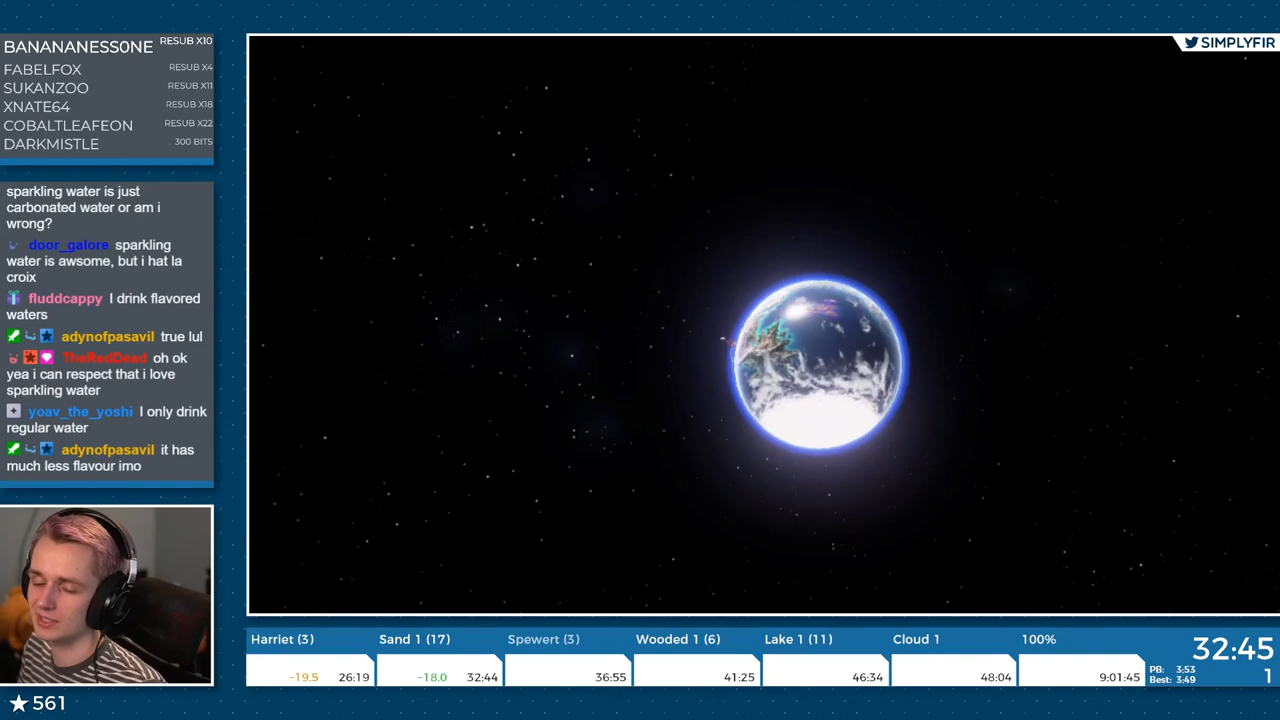 BANANANESS0NE RESUB X10
FABELFOX RESUB X4
SUKANZOO RESUB X11
XNATE64 RESUB X18
COBALTLEAFEON RESUB X22
DARKMISTLE 300 BITS
sparkling water is just
carbonated water or am i
wrong?
door_galore sparkling
water is awsome, but i hat la
croix
fluddcappy I drink flavored
waters
adynofpasavil true lul
TheRedDead oh ok
yea i can respect that i love
sparkling water
yoav_the_yoshi I only drink
regular water
adynofpasavil it has
much less flavour imo
SIMPLYFIR
Harriet (3) Sand 1 (17) Spewert (3) Wooded 1 (6) Lake 1 (11) Cloud 1 100% 32:45
-19.5 26:19 -18.0 32:44 36:55 41:25 46:34 48:04 9:01:45
PB: 3:53
Best: 3:49 1
★ 561